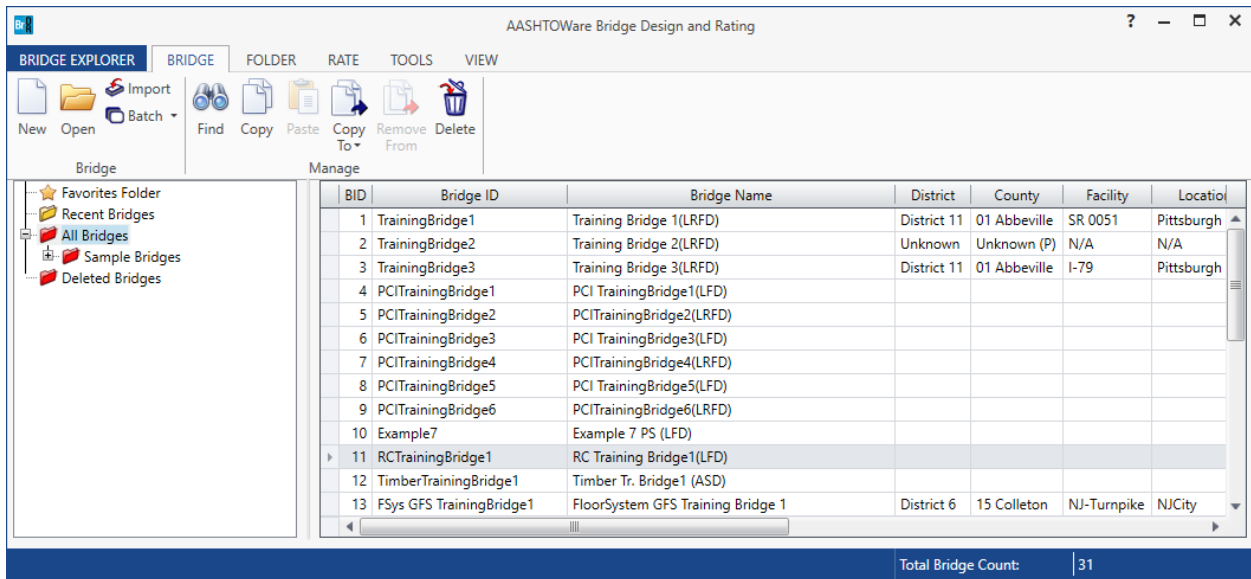 Br AASHTOWare Bridge Design and Rating ?
BRIDGE EXPLORER BRIDGE FOLDER RATE TOOLS VIEW
Import
Batch
New Open Find Copy Paste Copy To Remove From Delete
Bridge Manage
Favorites Folder
Recent Bridges
All Bridges
Sample Bridges
Deleted Bridges
BID Bridge ID Bridge Name District County Facility Location
1 TrainingBridge1 Training Bridge 1(LRFD) District 11 01 Abbeville SR 0051 Pittsburgh
2 TrainingBridge2 Training Bridge 2(LRFD) Unknown Unknown (P) N/A N/A
3 TrainingBridge3 Training Bridge 3(LRFD) District 11 01 Abbeville I-79 Pittsburgh
4 PCITrainingBridge1 PCI TrainingBridge1(LFD)
5 PCITrainingBridge2 PCITrainingBridge2(LRFD)
6 PCITrainingBridge3 PCI TrainingBridge3(LFD)
7 PCITrainingBridge4 PCITrainingBridge4(LRFD)
8 PCITrainingBridge5 PCI TrainingBridge5(LFD)
9 PCITrainingBridge6 PCITrainingBridge6(LRFD)
10 Example7 Example 7 PS (LFD)
11 RCTrainingBridge1 RC Training Bridge1(LFD)
12 TimberTrainingBridge1 Timber Tr. Bridge1 (ASD)
13 FSys GFS TrainingBridge1 FloorSystem GFS Training Bridge 1 District 6 15 Colleton NJ-Turnpike NJCity
Total Bridge Count: 31